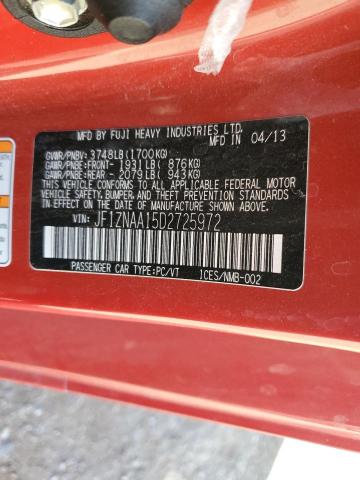 MFD BY FUJI HEAVY INDUSTRIES LTD.
MFD IN 04/13
GVWR/PNBV: 3748LB(1700KG)
GAWR/PNBE:FRONT- 1931LB ( 876KG)
GAWR/PNBE:REAR - 2079LB ( 943KG)
THIS VEHICLE CONFORMS TO ALL APPLICABLE FEDERAL MOTOR
VEHICLE SAFETY, BUMPER, AND THEFT PREVENTION STANDARDS
IN EFFECT ON THE DATE OF MANUFACTURE SHOWN ABOVE.
VIN: JF1ZNAA15D2725972
PASSENGER CAR TYPE:PC/VT 1CES/NMB-002